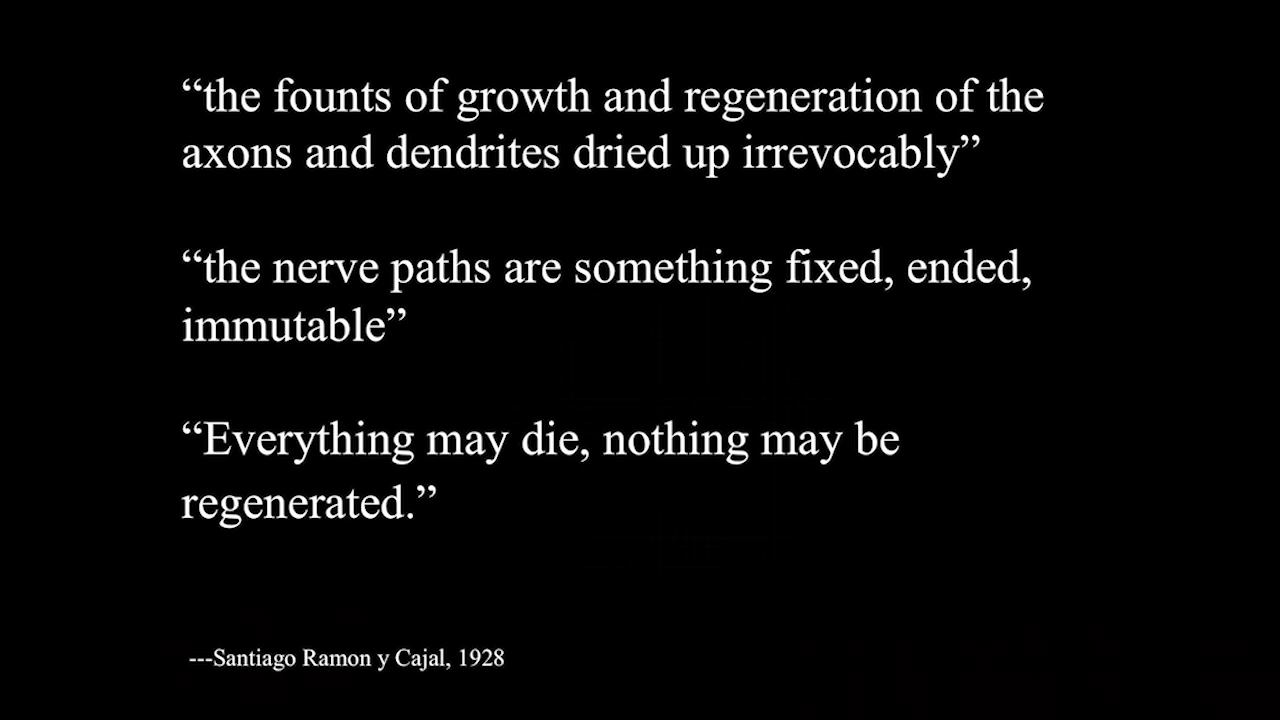 “the founts of growth and regeneration of the
axons and dendrites dried up irrevocably”
“the nerve paths are something fixed, ended,
immutable”
“Everything may die, nothing may be
regenerated.”
---Santiago Ramon y Cajal, 1928